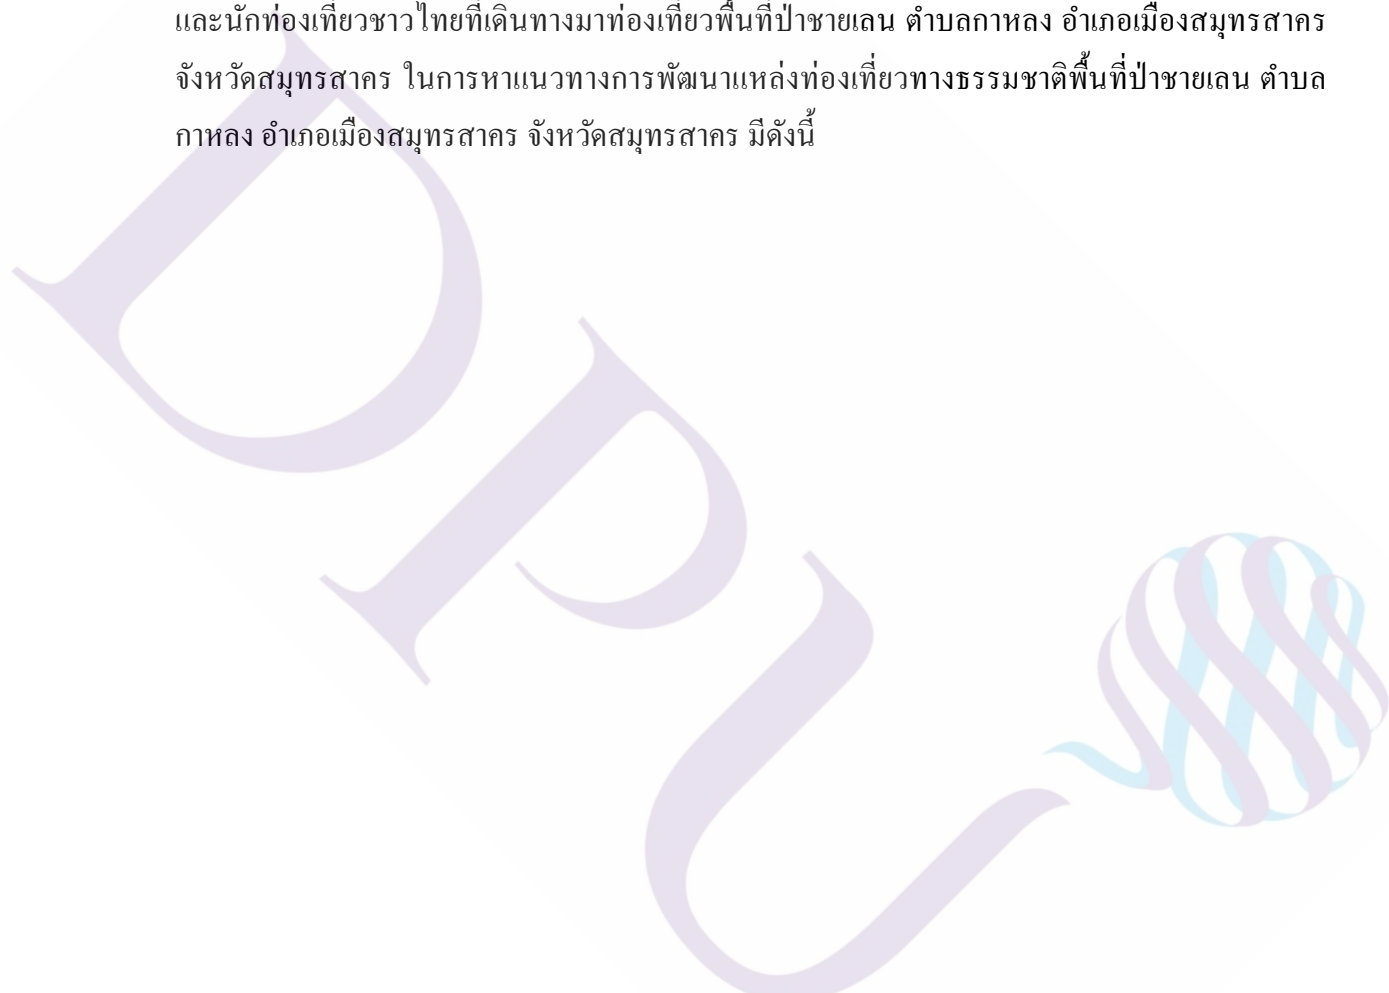 และนักท่องเที่ยวชาวไทยที่เดินทางมาท่องเที่ยวพื้นที่ป่าชายเลน ตำบลกาหลง อำเภอเมืองสมุทรสาคร
จังหวัดสมุทรสาคร ในการหาแนวทางการพัฒนาแหล่งท่องเที่ยวทางธรรมชาติพื้นที่ป่าชายเลน ตำบล
กาหลง อำเภอเมืองสมุทรสาคร จังหวัดสมุทรสาคร มีดังนี้
DPU